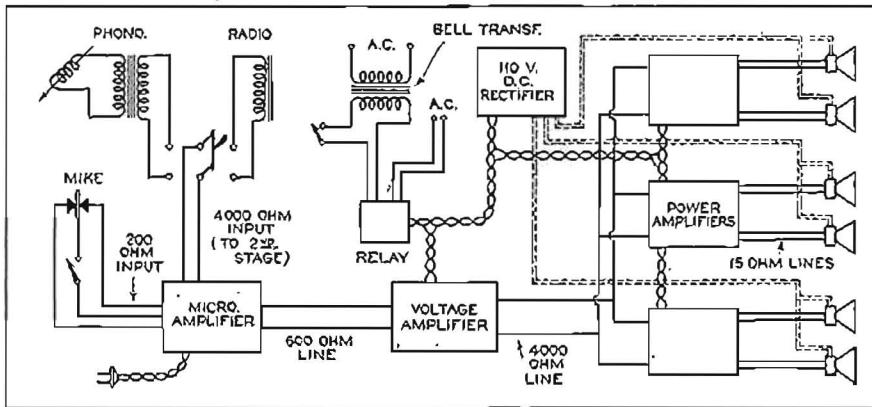 PHONO.
RADIO
A.C.
BELL TRANSF.
110 V.
D.C.
RECTIFIER
A.C.
MIKE
200
OHM
INPUT
4000 OHM
INPUT
(TO 2ND.
STAGE)
RELAY
POWER
AMPLIFIERS
15 OHM LINES
MICRO.
AMPLIFIER
600 OHM
LINE
VOLTAGE
AMPLIFIER
4000
OHM
LINE